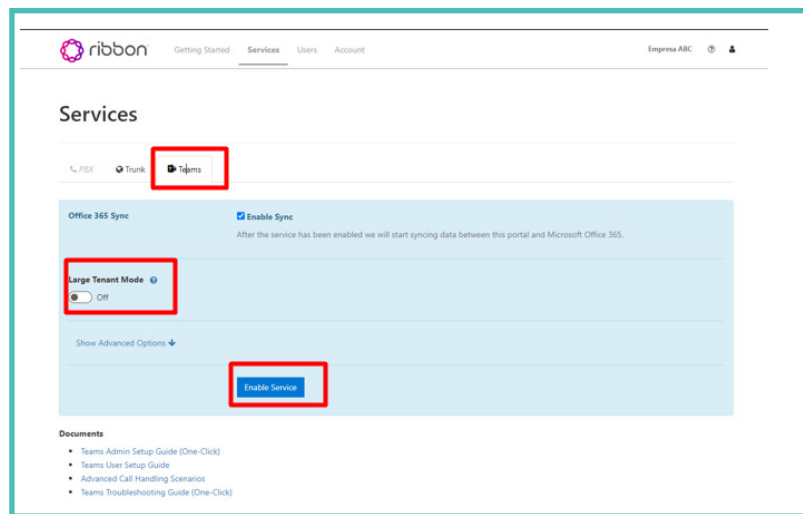 ribbon Getting Started Services Users Account Empresa ABC
Services
PBX Trunk Teams
Office 365 Sync Enable Sync
After the service has been enabled we will start syncing data between this portal and Microsoft Office 365.
Large Tenant Mode
Off
Show Advanced Options
Enable Service
Documents
Teams Admin Setup Guide (One-Click)
Teams User Setup Guide
Advanced Call Handling Scenarios
Teams Troubleshooting Guide (One-Click)